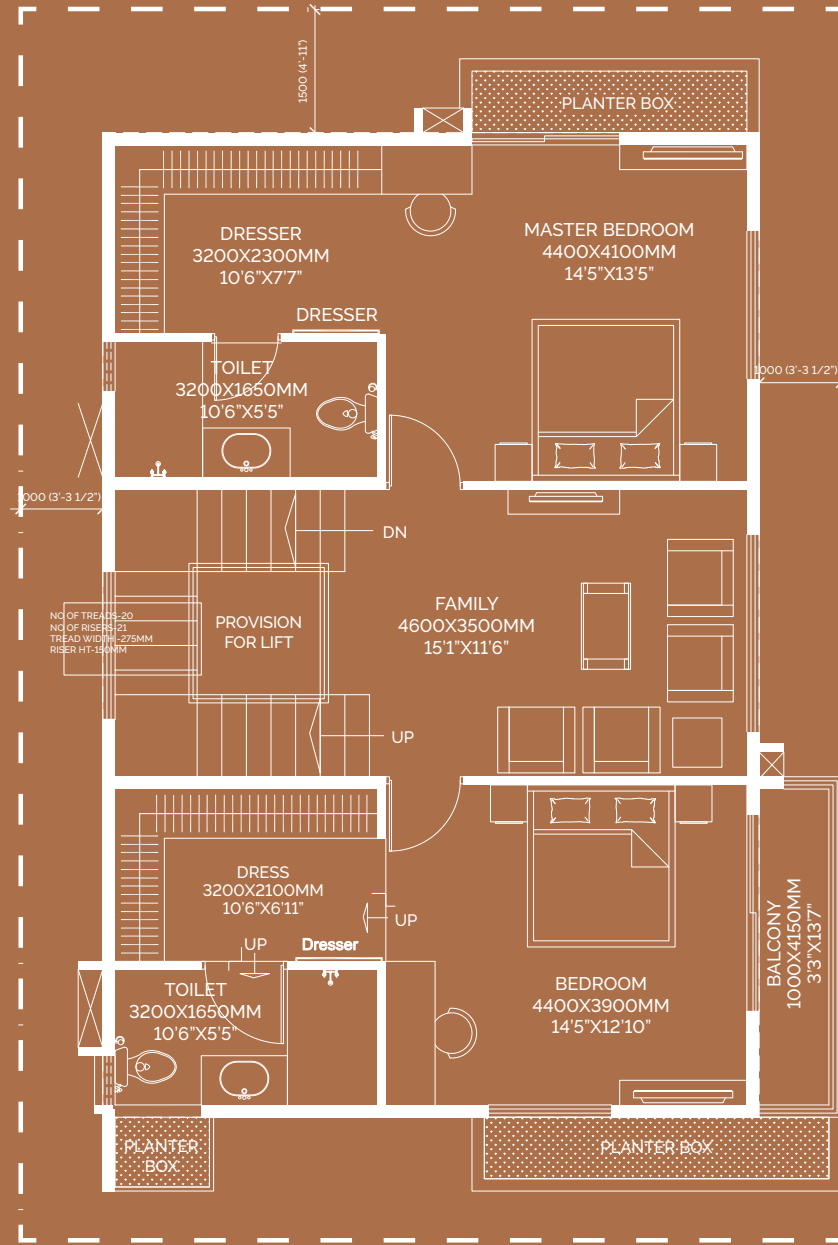 1500 (4'-11")
PLANTER BOX
DRESSER
3200X2300MM
10'6"X7'7"
MASTER BEDROOM
4400X4100MM
14'5"X13'5"
DRESSER
TOILET
3200X1650MM
10'6"X5'5"
1000 (3'-3 1/2")
1000 (3'-3 1/2")
DN
NO OF TREADS-20
NO OF RISERS-21
TREAD WIDTH -275MM
RISER HT-150MM
PROVISION
FOR LIFT
FAMILY
4600X3500MM
15'1"X11'6"
UP
DRESS
3200X2100MM
10'6"X6'11"
UP
UP
Dresser
BALCONY
1000X4150MM
3'3"X13'7"
TOILET
3200X1650MM
10'6"X5'5"
BEDROOM
4400X3900MM
14'5"X12'10"
PLANTER
BOX
PLANTER BOX